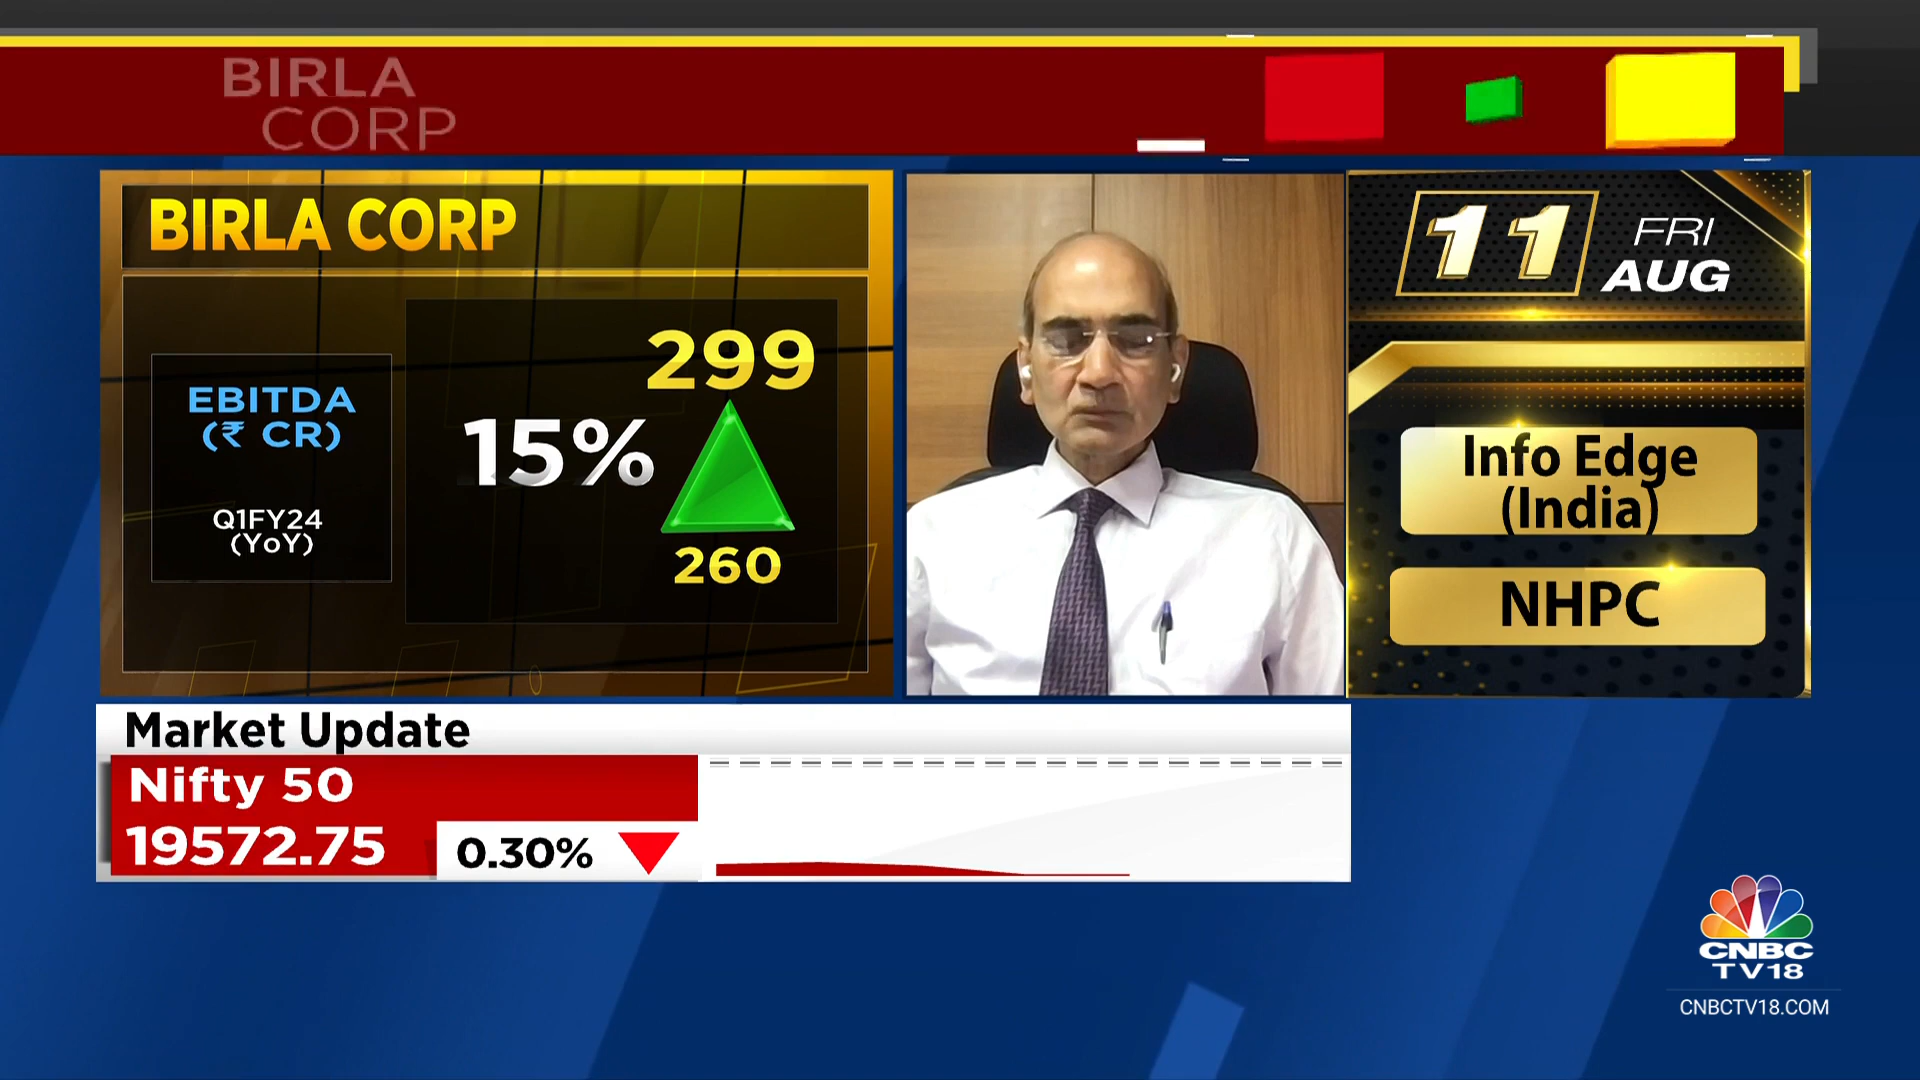 BIRLA
CORP
BIRLA CORP
EBITDA
(₹ CR)
Q1FY24
(YoY)
299
15%
260
11
FRI
AUG
Info Edge
(India)
NHPC
Market Update
Nifty 50
19572.75
0.30%
CNBC
TV18
CNBCTV18.COM